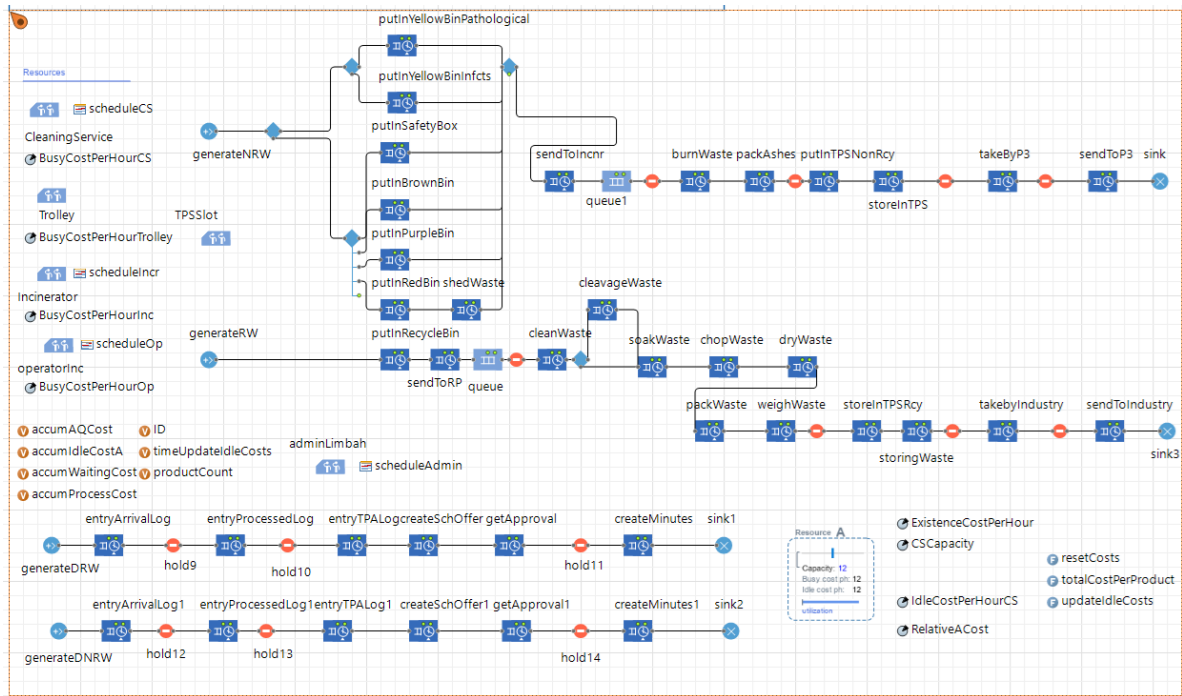 putInYellowBinPathological
Resources
putInYellowBinInfcts
scheduleCS
putInSafetyBox
CleaningService
generateNRW
sendToIncnr
burnWaste packAshes putInTPSNonRcy takeByP3 sendToP3 sink
BusyCostPerHourCS
putInBrownBin
queue1
storeInTPS
Trolley TPSSlot
BusyCostPerHourTrolley
putInPurpleBin
scheduleIncr
putInRedBin shedWaste
cleavageWaste
Incinerator
BusyCostPerHourInc
generateRW
putInRecycleBin
cleanWaste
scheduleOp
soakWaste chopWaste dryWaste
operatorInc
sendToRP queue
BusyCostPerHourOp
packWaste weighWaste storeInTPSRcy takebyIndustry sendToIndustry
accumAQCost ID
adminLimbah
accumIdleCostA timeUpdateIdleCosts
storingWaste
sink3
scheduleAdmin
accumWaitingCost productCount
accumProcessCost
entryArrivalLog entryProcessedLog entryTPALog createSchOffer getApproval createMinutes sink1
generateDRW
hold9 hold10 hold11
Resource A
Capacity: 12
Busy cost ph: 12
Idle cost ph: 12
utilization
ExistenceCostPerHour
CSCapacity
resetCosts
totalCostPerProduct
IdleCostPerHourCS updateIdleCosts
RelativeACost
entryArrivalLog1 entryProcessedLog1 entryTPALog1 createSchOffer1 getApproval1 createMinutes1 sink2
generateDNRW
hold12 hold13 hold14